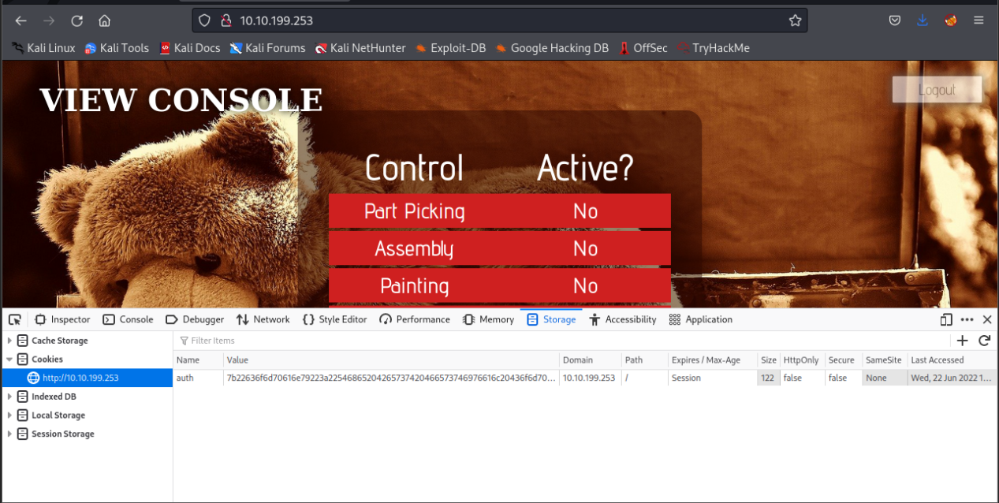 10.10.199.253
Kali Linux Kali Tools Kali Docs Kali Forums Kali NetHunter Exploit-DB Google Hacking DB OffSec TryHackMe
VIEW CONSOLE
Logout
Control Active?
Part Picking No
Assembly No
Painting No
Inspector Console Debugger Network Style Editor Performance Memory Storage Accessibility Application
Cache Storage
Cookies
http://10.10.199.253
Indexed DB
Local Storage
Session Storage
Filter Items
Name Value Domain Path Expires / Max-Age Size HttpOnly Secure SameSite Last Accessed
auth 7b22636f6d70616e79223a22546865204265737420466573746976616c20436f6d70... 10.10.199.253 / Session 122 false false None Wed, 22 Jun 2022 1...